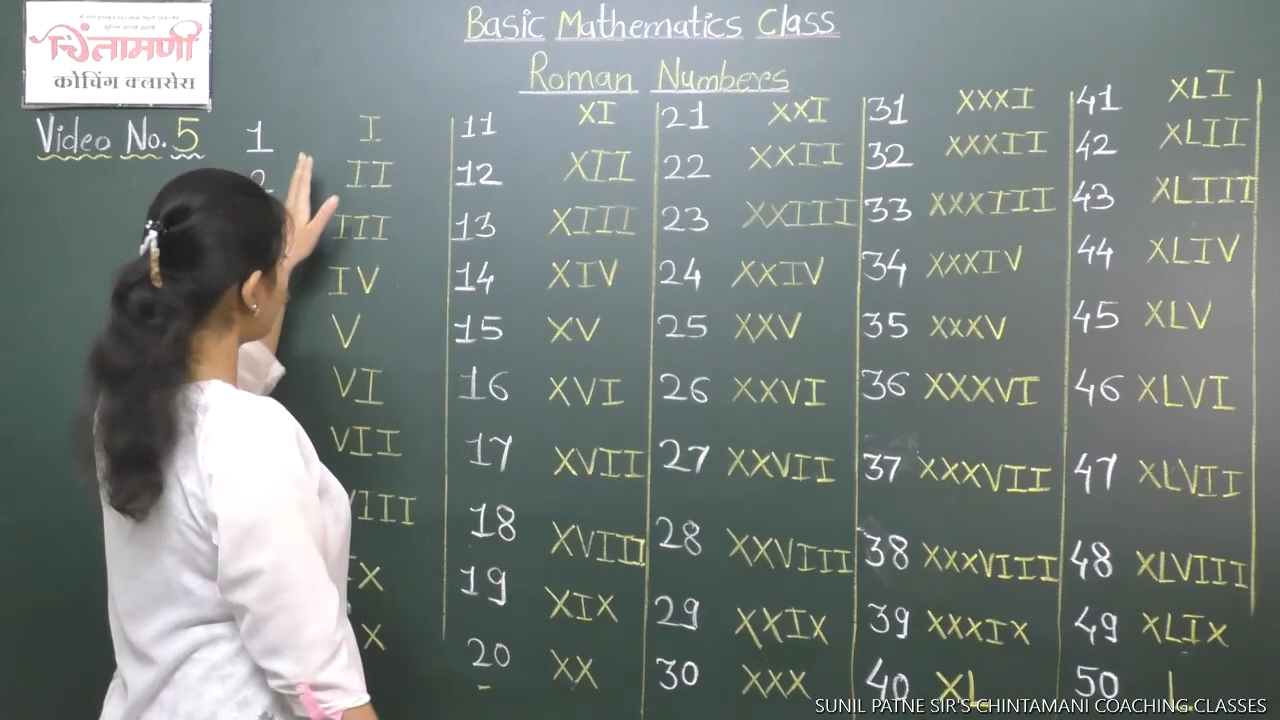 चिंतामणी
कोचिंग क्लासेस
Basic Mathematics Class
Roman Numbers
Video No. 5
1 I 11 XI 21 XXI 31 XXXI 41 XLI
2 II 12 XII 22 XXII 32 XXXII 42 XLII
III 13 XIII 23 XXIII 33 XXXIII 43 XLIII
IV 14 XIV 24 XXIV 34 XXXIV 44 XLIV
V 15 XV 25 XXV 35 XXXV 45 XLV
VI 16 XVI 26 XXVI 36 XXXVI 46 XLVI
VII 17 XVII 27 XXVII 37 XXXVII 47 XLVII
VIII 18 XVIII 28 XXVIII 38 XXXVIII 48 XLVIII
IX 19 XIX 29 XXIX 39 XXXIX 49 XLIX
X 20 XX 30 XXX 40 XL 50 L
SUNIL PATNE SIR'S CHINTAMANI COACHING CLASSES